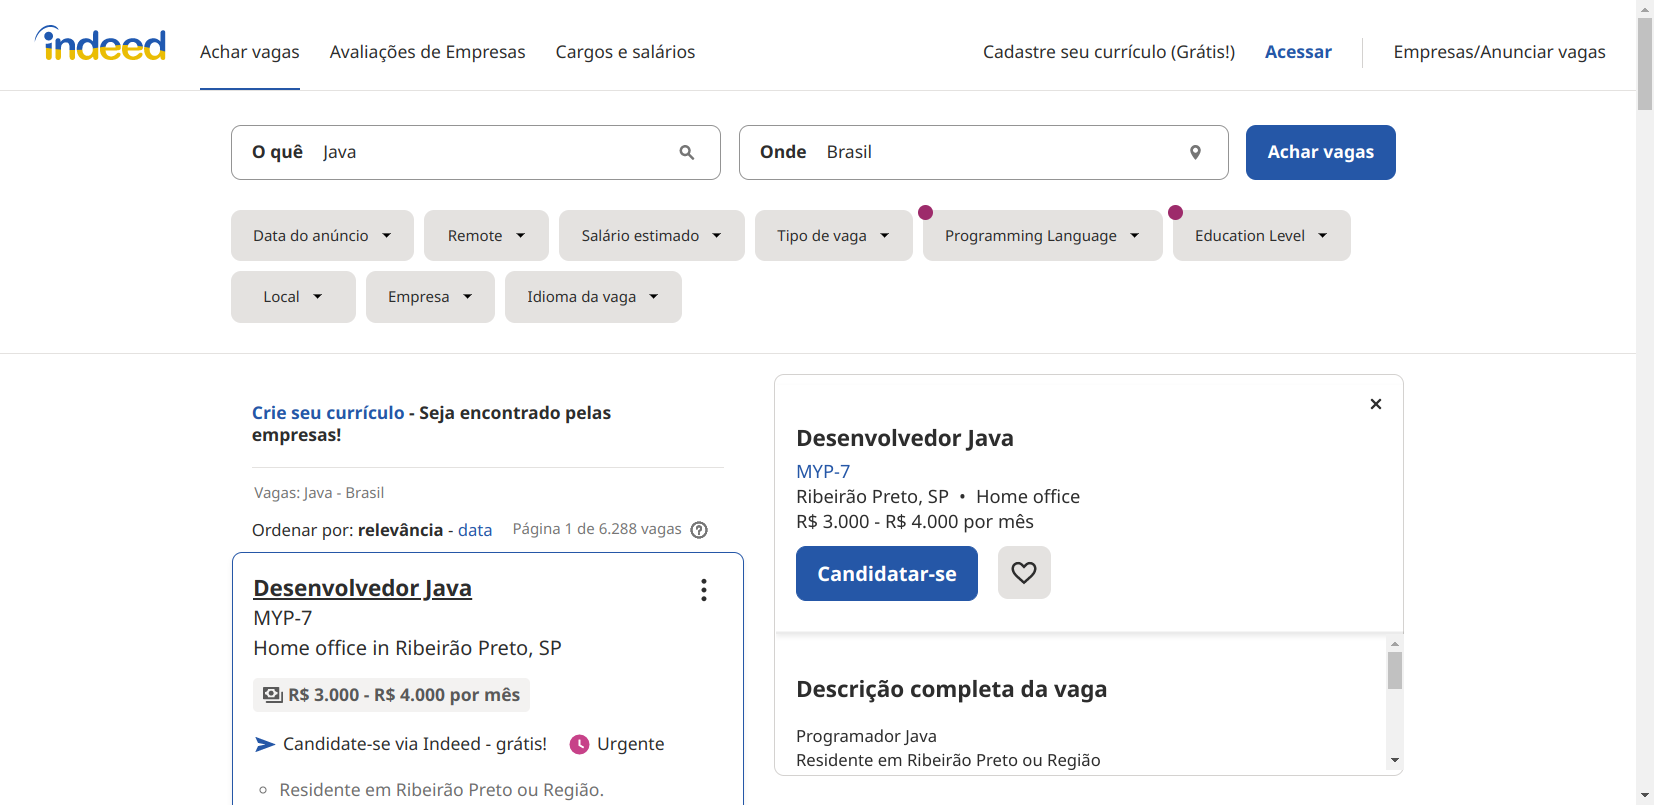 indeed
Achar vagas
Avaliações de Empresas
Cargos e salários
Cadastre seu currículo (Grátis!)
Acessar
Empresas/Anunciar vagas
O quê Java
Onde Brasil
Achar vagas
Data do anúncio
Remote
Salário estimado
Tipo de vaga
Programming Language
Education Level
Local
Empresa
Idioma da vaga
Crie seu currículo - Seja encontrado pelas
empresas!
Vagas: Java - Brasil
Ordenar por: relevância - data
Página 1 de 6.288 vagas
Desenvolvedor Java
MYP-7
Home office in Ribeirão Preto, SP
R$ 3.000 - R$ 4.000 por mês
Candidate-se via Indeed - grátis!
Urgente
Residente em Ribeirão Preto ou Região.
Desenvolvedor Java
MYP-7
Ribeirão Preto, SP • Home office
R$ 3.000 - R$ 4.000 por mês
Candidatar-se
Descrição completa da vaga
Programador Java
Residente em Ribeirão Preto ou Região